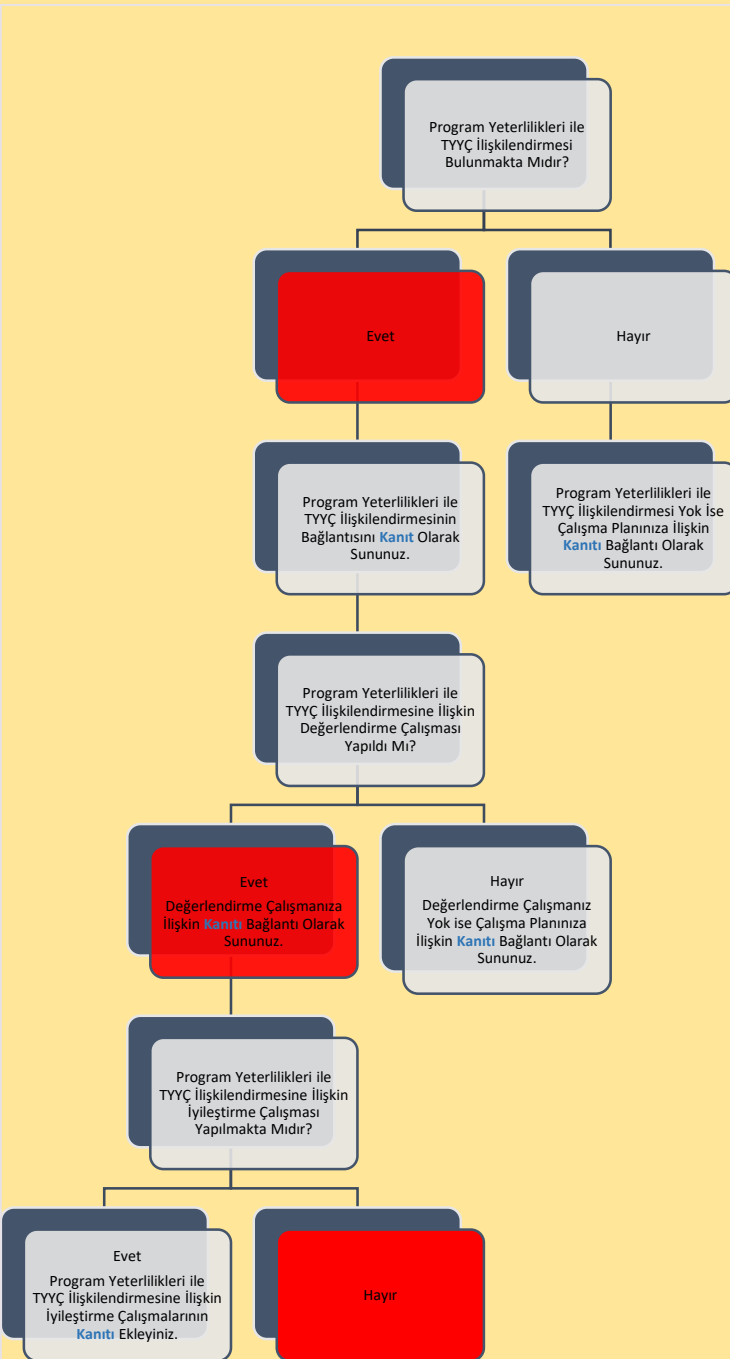 Program Yeterlilikleri ile
TYYÇ İlişkilendirmesi
Bulunmakta Mıdır?
Evet
Hayır
Program Yeterlilikleri ile
TYYÇ İlişkilendirmesinin
Bağlantısını Kanıt Olarak
Sununuz.
Program Yeterlilikleri ile
TYYÇ İlişkilendirmesi Yok İse
Çalışma Planınıza İlişkin
Kanıtı Bağlantı Olarak
Sununuz.
Program Yeterlilikleri ile
TYYÇ İlişkilendirmesine İlişkin
Değerlendirme Çalışması
Yapıldı Mı?
Evet
Değerlendirme Çalışmanıza
İlişkin Kanıtı Bağlantı Olarak
Sununuz.
Hayır
Değerlendirme Çalışmanız
Yok ise Çalışma Planınıza
İlişkin Kanıtı Bağlantı Olarak
Sununuz.
Program Yeterlilikleri ile
TYYÇ İlişkilendirmesine İlişkin
İyileştirme Çalışması
Yapılmakta Mıdır?
Evet
Program Yeterlilikleri ile
TYYÇ İlişkilendirmesine İlişkin
İyileştirme Çalışmalarının
Kanıtı Ekleyiniz.
Hayır